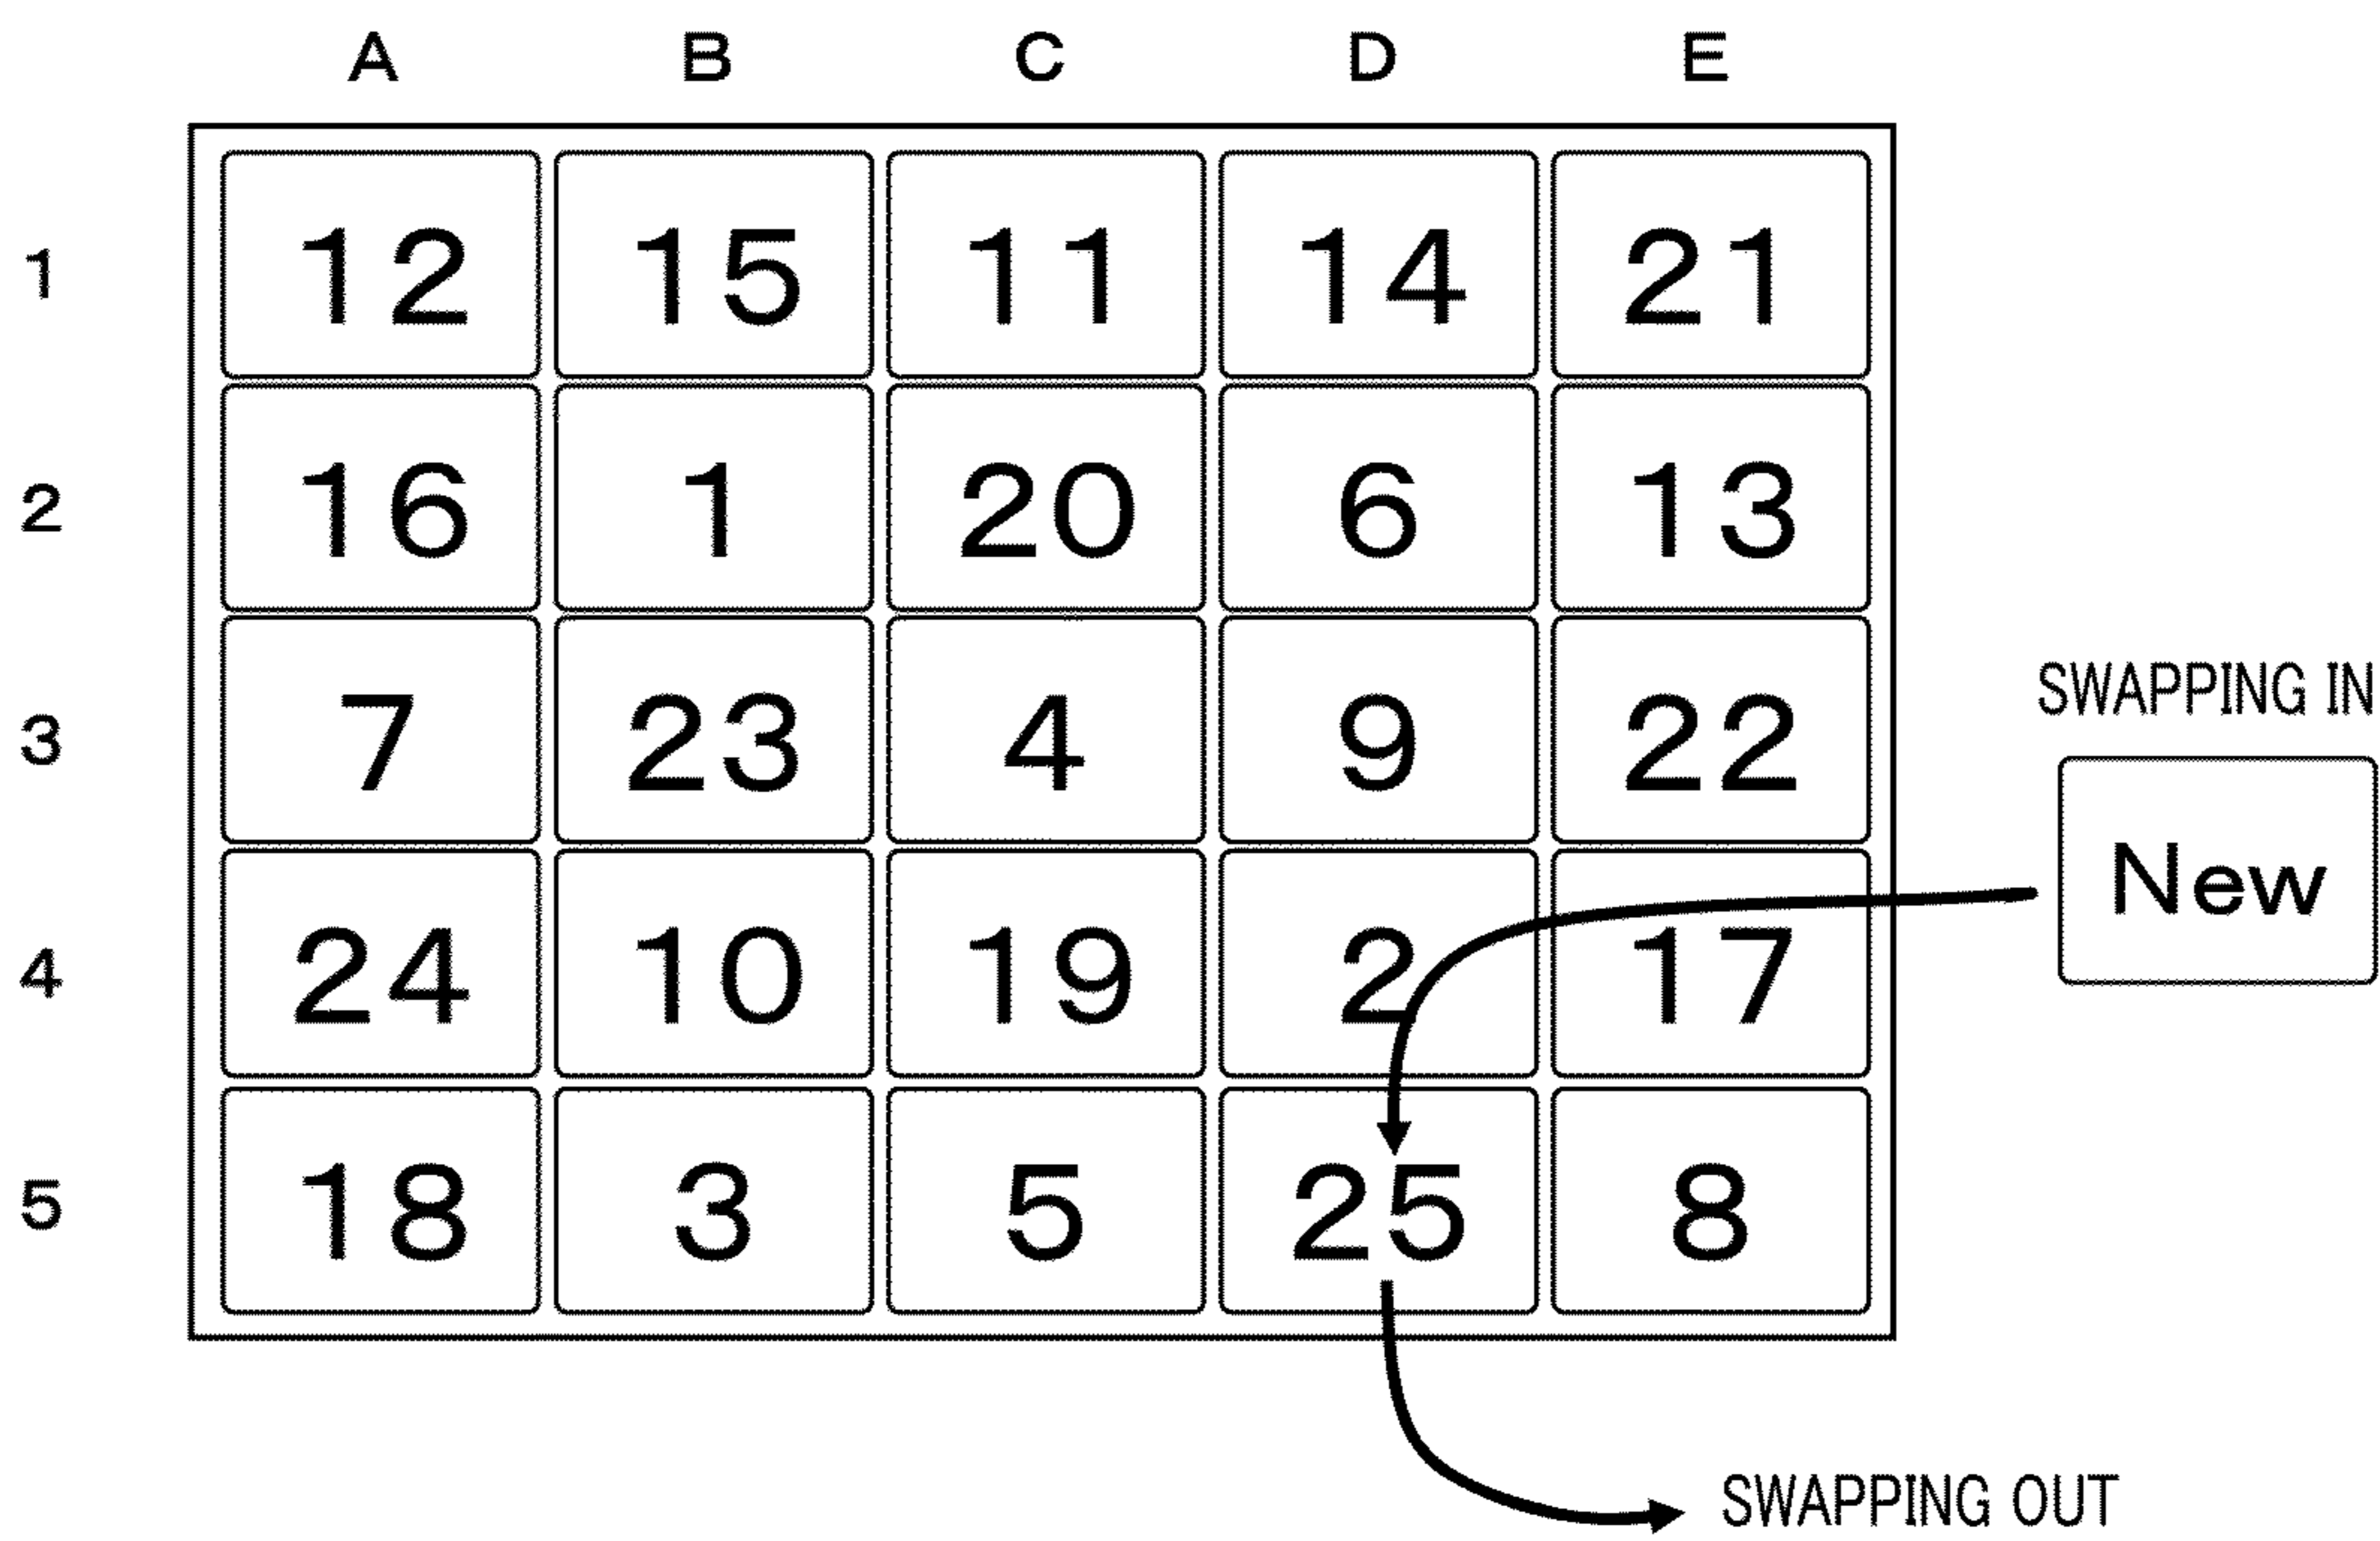 A B C D E
1 12 15 11 14 21
2 16 1 20 6 13
3 7 23 4 9 22
SWAPPING IN
New
4 24 10 19 2 17
5 18 3 5 25 8
SWAPPING OUT